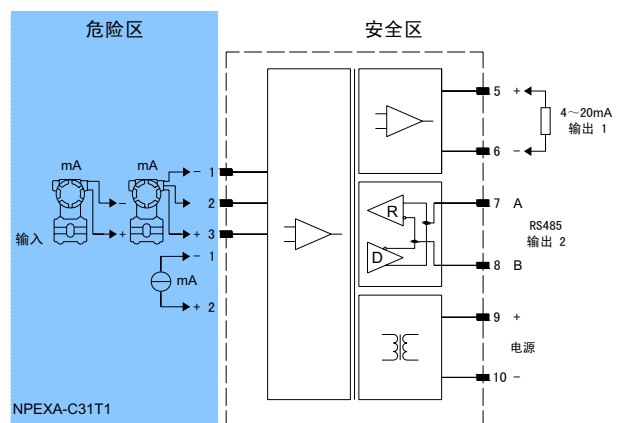 危险区
安全区
mA
mA
输入
-
+
- 1
2
+ 3
- 1
mA
+ 2
R
D
5 +
6 -
4～20mA
输出 1
7 A
8 B
RS485
输出 2
9 +
电源
10 -
NPEXA-C31T1